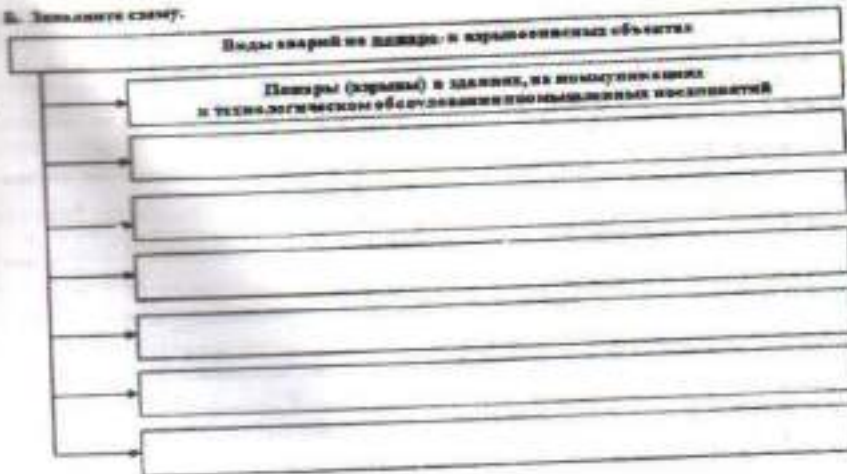 Б. Заполните схему.
Виды аварий на пожаро- и взрывоопасных объектах
Пожары (взрывы) в зданиях, на коммуникациях
и технологическом оборудовании промышленных предприятий